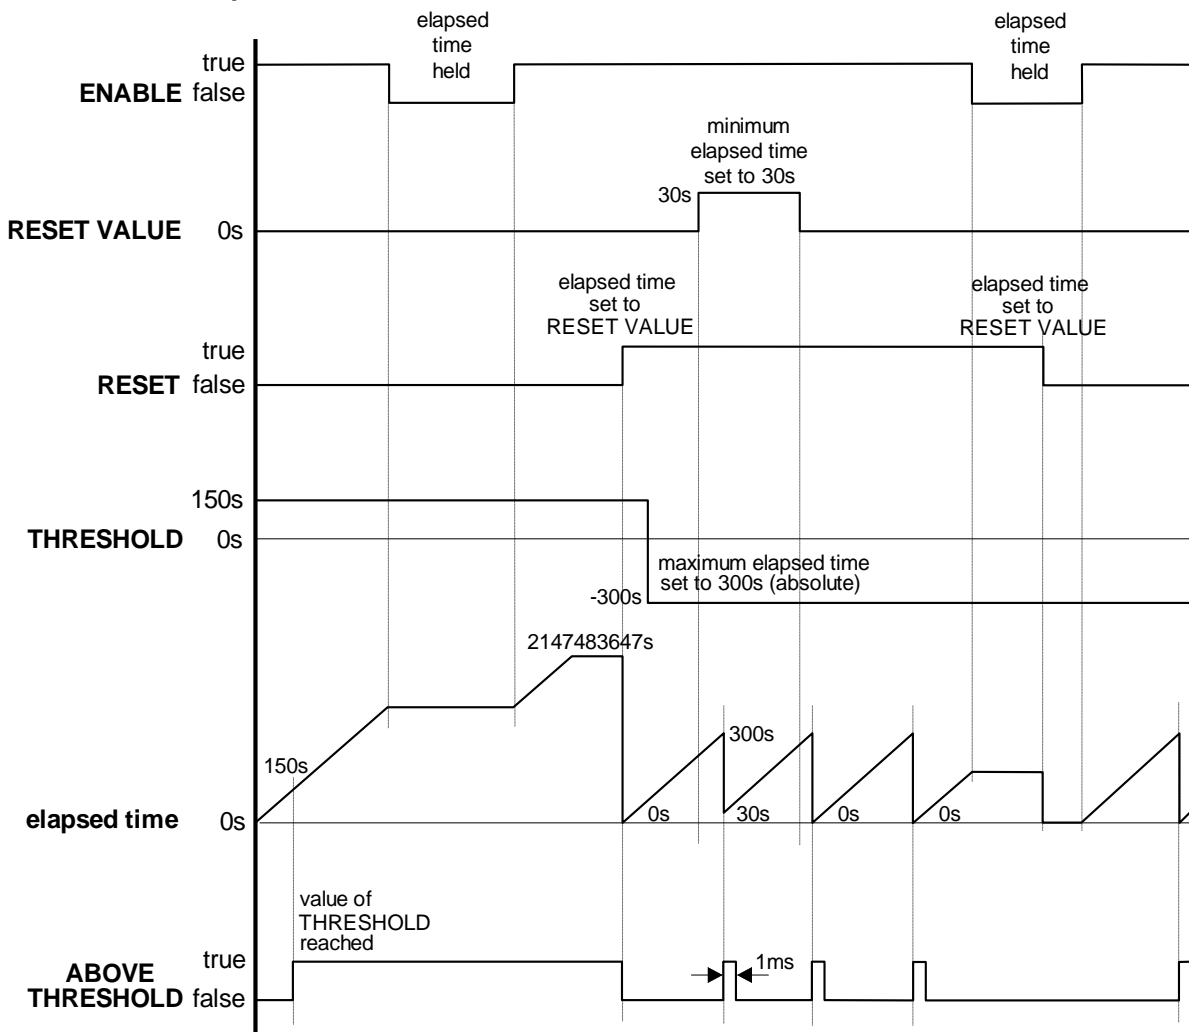 elapsed
time
held
elapsed
time
held
true
ENABLE false
minimum
elapsed time
set to 30s
30s
RESET VALUE 0s
elapsed time
set to
RESET VALUE
elapsed time
set to
RESET VALUE
true
RESET false
150s
THRESHOLD 0s
maximum elapsed time
set to 300s (absolute)
-300s
2147483647s
150s
300s
elapsed time 0s
0s
30s
0s
0s
value of
THRESHOLD
reached
true
1ms
ABOVE
THRESHOLD false